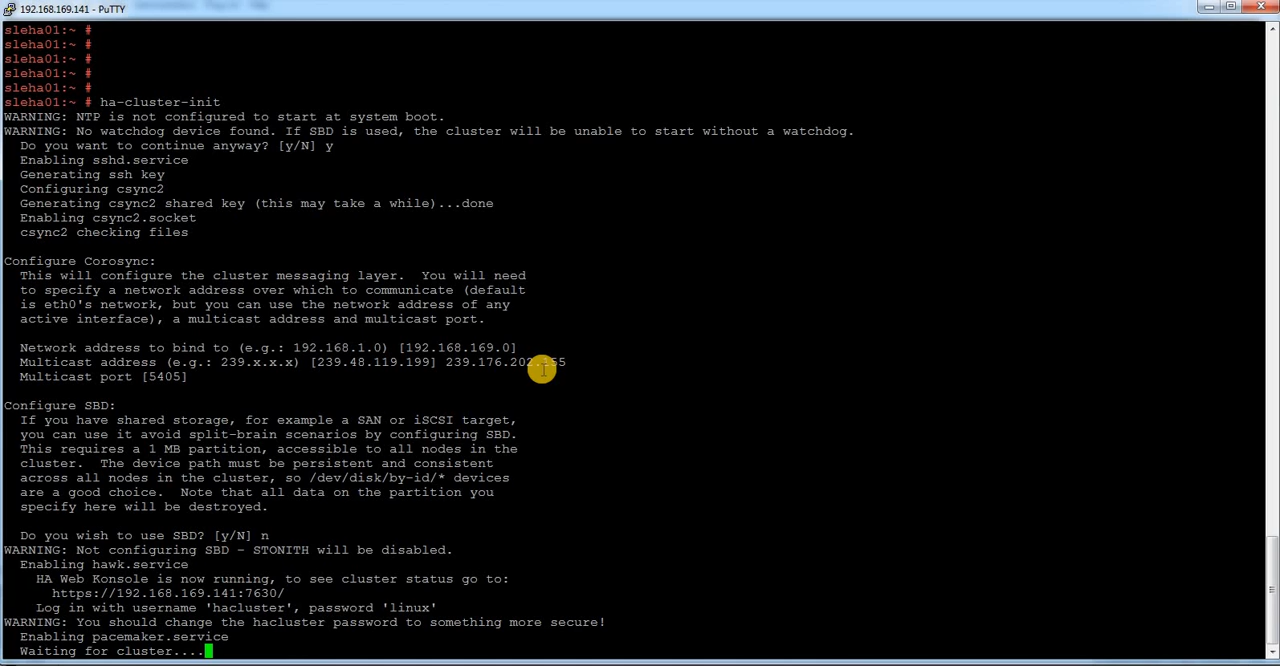 192.168.169.141 - PuTTY
sleha01:~ #
sleha01:~ #
sleha01:~ #
sleha01:~ #
sleha01:~ #
sleha01:~ # ha-cluster-init
WARNING: NTP is not configured to start at system boot.
WARNING: No watchdog device found. If SBD is used, the cluster will be unable to start without a watchdog.
Do you want to continue anyway? [y/N] y
Enabling sshd.service
Generating ssh key
Configuring csync2
Generating csync2 shared key (this may take a while)...done
Enabling csync2.socket
csync2 checking files
Configure Corosync:
This will configure the cluster messaging layer.  You will need
to specify a network address over which to communicate (default
is eth0's network, but you can use the network address of any
active interface), a multicast address and multicast port.
Network address to bind to (e.g.: 192.168.1.0) [192.168.169.0]
Multicast address (e.g.: 239.x.x.x) [239.48.119.199] 239.176.202.155
Multicast port [5405]
Configure SBD:
If you have shared storage, for example a SAN or iSCSI target,
you can use it avoid split-brain scenarios by configuring SBD.
This requires a 1 MB partition, accessible to all nodes in the
cluster.  The device path must be persistent and consistent
across all nodes in the cluster, so /dev/disk/by-id/* devices
are a good choice.  Note that all data on the partition you
specify here will be destroyed.
Do you wish to use SBD? [y/N] n
WARNING: Not configuring SBD - STONITH will be disabled.
Enabling hawk.service
HA Web Konsole is now running, to see cluster status go to:
https://192.168.169.141:7630/
Log in with username 'hacluster', password 'linux'
WARNING: You should change the hacluster password to something more secure!
Enabling pacemaker.service
Waiting for cluster....